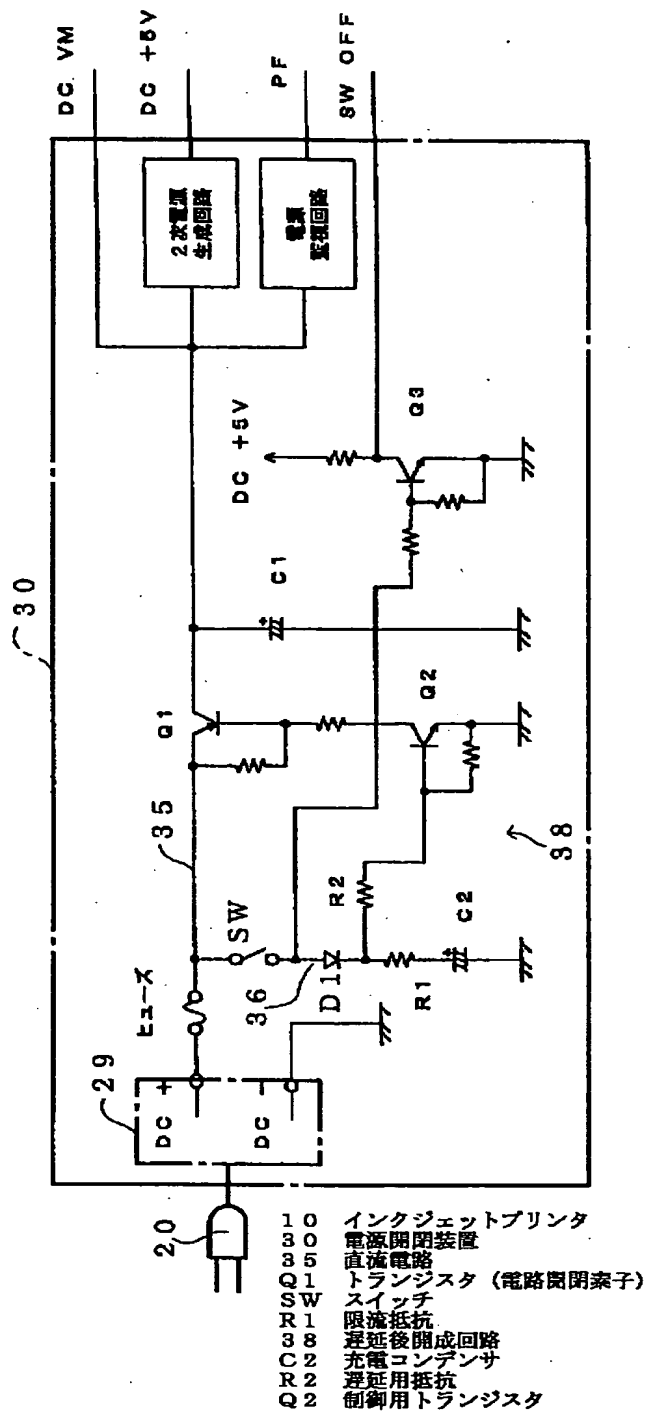 30
DC VM
DC +5V
PF
SW OFF
2次電源
生成回路
電源
監視回路
DC +5V
Q3
C1
Q1
Q2
35
38
SW
R2
C2
36
D1
R1
ヒューズ
29
DC +
DC -
20
10 インクジェットプリンタ
30 電源開閉装置
35 直流電路
Q1 トランジスタ（電路開閉素子）
SW スイッチ
R1 限流抵抗
38 遅延後開成回路
C2 充電コンデンサ
R2 遅延用抵抗
Q2 制御用トランジスタ